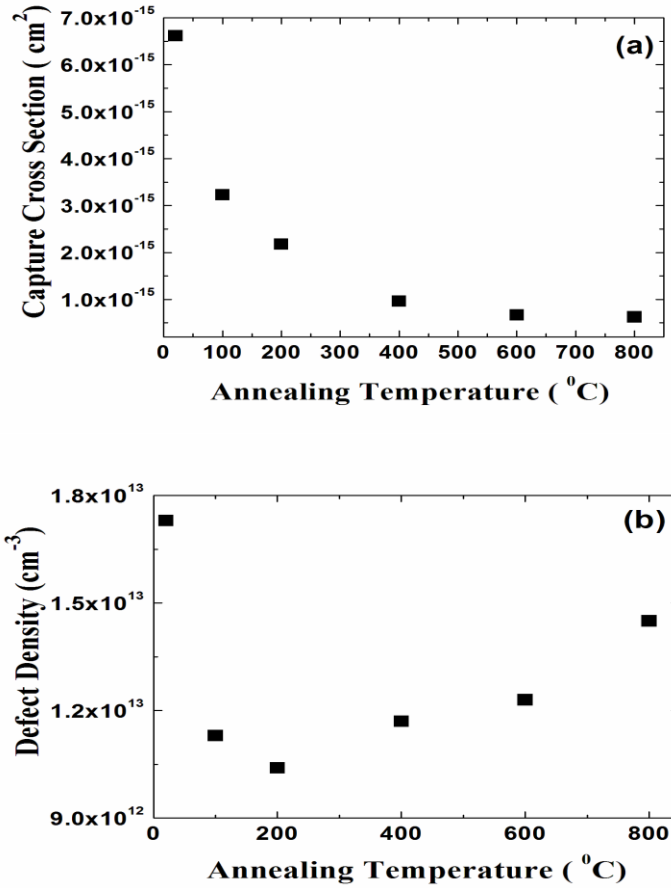 7.0x10-15
6.0x10-15
5.0x10-15
4.0x10-15
3.0x10-15
2.0x10-15
1.0x10-15
Capture Cross Section ( cm2)
(a)
0 100 200 300 400 500 600 700 800
Annealing Temperature ( 0C)
1.8x1013
1.5x1013
1.2x1013
9.0x1012
Defect Density (cm-3)
(b)
0 200 400 600 800
Annealing Temperature ( 0C)